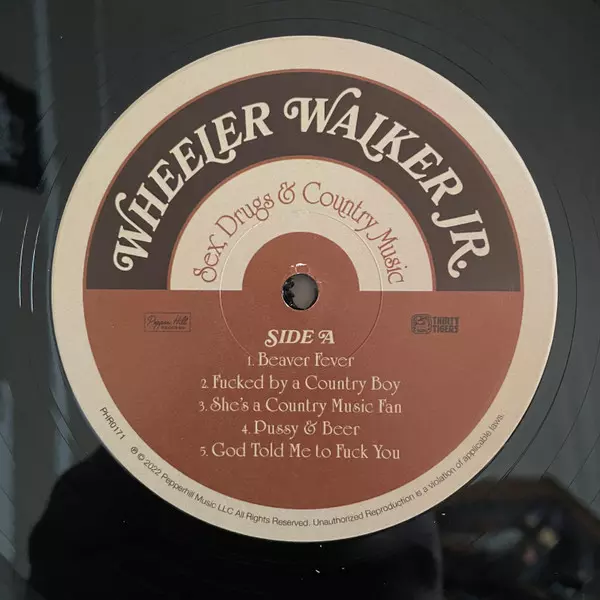 WHEELER WALKER JR.
Sex, Drugs & Country Music
Pepper Hill
RECORDS
THIRTY
TIGERS
SIDE A
1. Beaver Fever
2. Fucked by a Country Boy
3. She's a Country Music Fan
4. Pussy & Beer
5. God Told Me to Fuck You
PHR0171
℗ © 2022 Pepperhill Music LLC All Rights Reserved. Unauthorized Reproduction is a violation of applicable laws.